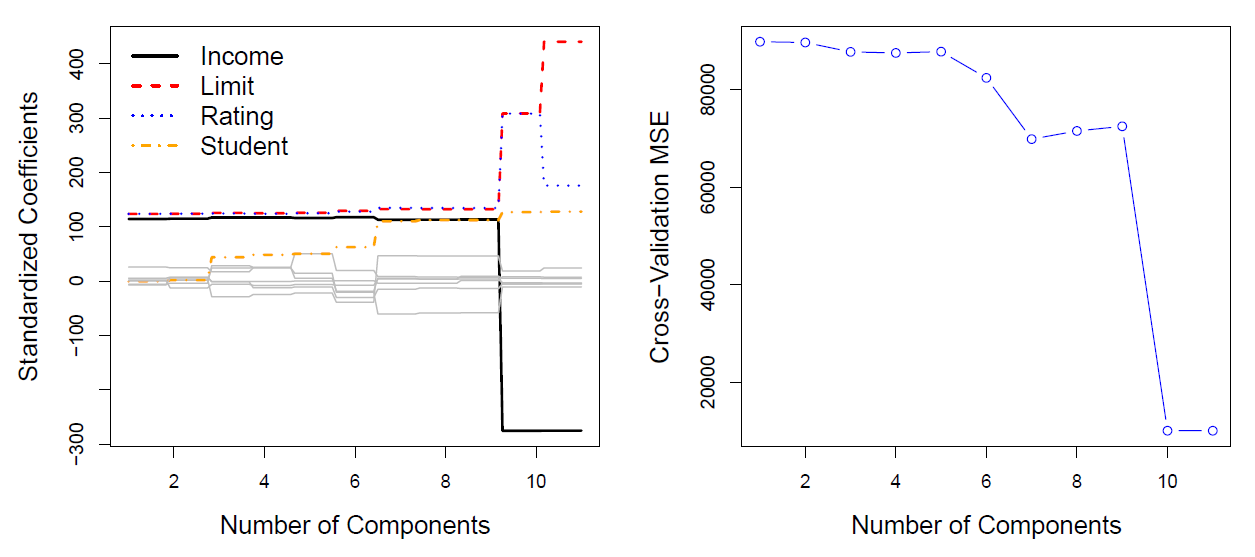 Standardized Coefficients
400
300
200
100
0
−100
−300
Income
Limit
Rating
Student
2 4 6 8 10
Number of Components
Cross−Validation MSE
80000
60000
40000
20000
2 4 6 8 10
Number of Components